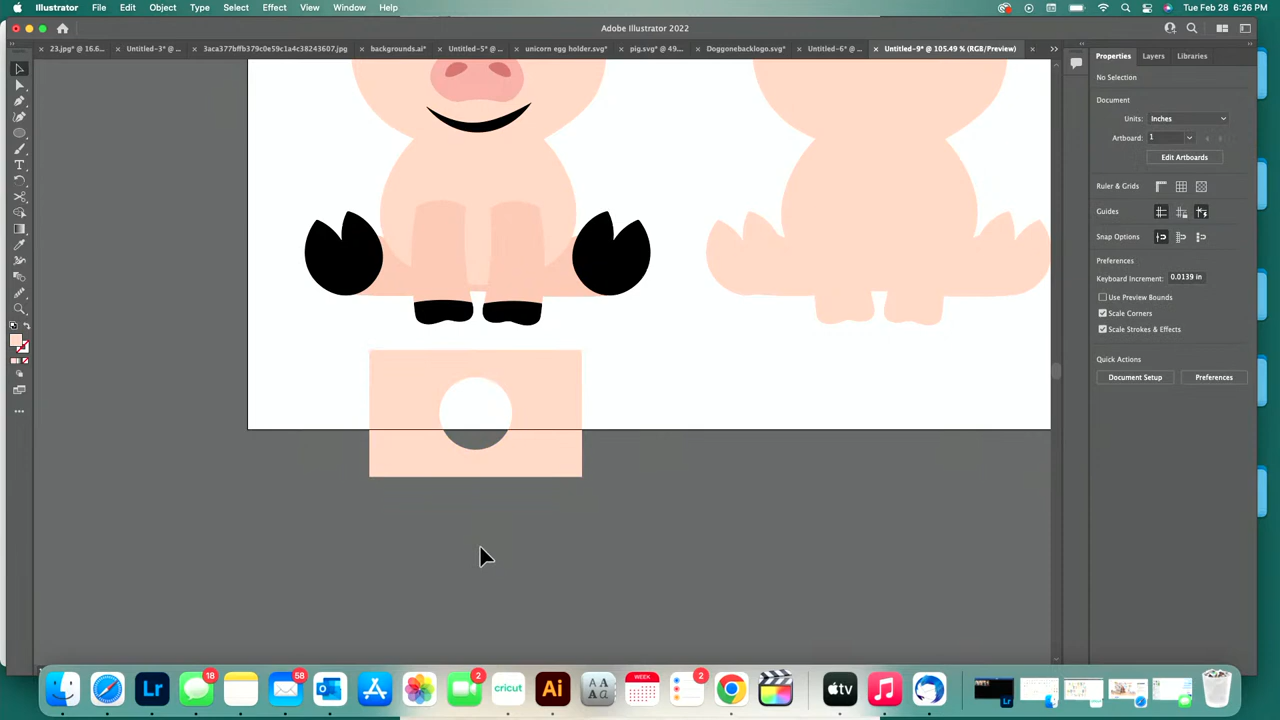 Illustrator File Edit Object Type Select Effect View Window Help Tue Feb 28 6:26 PM
Adobe Illustrator 2022
23.jpg* @ 16.6... Untitled-3* @ ... 3aca377bffb379c0e59c1a4c38243607.jpg backgrounds.ai* Untitled-5* @ ... unicorn egg holder.svg* pig.svg* @ 49.... Doggonebacklogo.svg* Untitled-6* @ ... Untitled-9* @ 105.49 % (RGB/Preview)
Properties Layers Libraries
No Selection
Document
Units: Inches
Artboard: 1
Edit Artboards
Ruler & Grids
Guides
Snap Options
Preferences
Keyboard Increment: 0.0139 in
Use Preview Bounds
Scale Corners
Scale Strokes & Effects
Quick Actions
Document Setup Preferences
18 58 2 WEEK 2
Lr cricut Ai AA aa tv